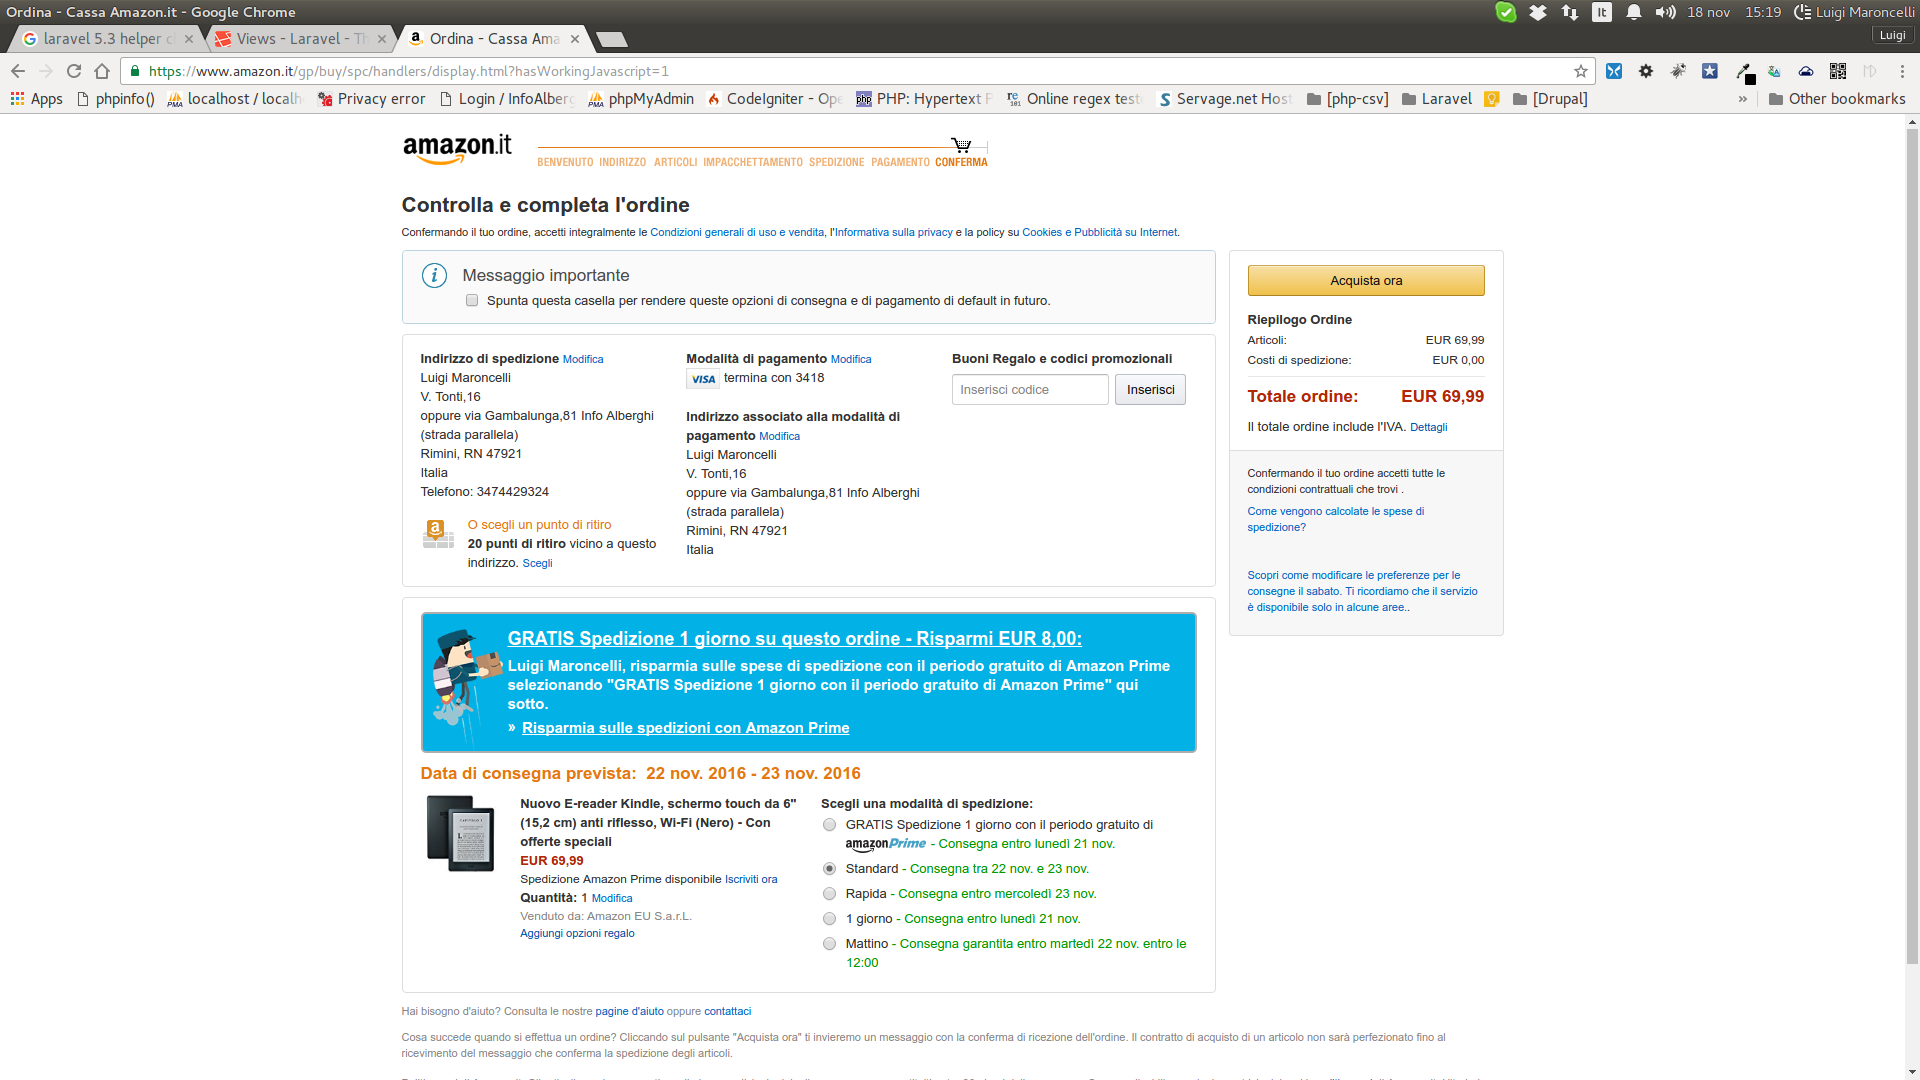 Ordina - Cassa Amazon.it - Google Chrome
It
18 nov
15:19
Luigi Maroncelli
laravel 5.3 helper c
Views - Laravel - Th
Ordina - Cassa Ama
Luigi
https://www.amazon.it/gp/buy/spc/handlers/display.html?hasWorkingJavascript=1
Apps
phpinfo()
localhost / localh
Privacy error
Login / InfoAlberg
phpMyAdmin
CodeIgniter - Ope
PHP: Hypertext P
Online regex test
Servage.net Host
[php-csv]
Laravel
[Drupal]
»
Other bookmarks
amazon.it
BENVENUTO INDIRIZZO ARTICOLI IMPACCHETTAMENTO SPEDIZIONE PAGAMENTO CONFERMA
Controlla e completa l'ordine
Confermando il tuo ordine, accetti integralmente le Condizioni generali di uso e vendita, l'Informativa sulla privacy e la policy su Cookies e Pubblicità su Internet.
Messaggio importante
Spunta questa casella per rendere queste opzioni di consegna e di pagamento di default in futuro.
Indirizzo di spedizione Modifica
Luigi Maroncelli
V. Tonti,16
oppure via Gambalunga,81 Info Alberghi
(strada parallela)
Rimini, RN 47921
Italia
Telefono: 3474429324
O scegli un punto di ritiro
20 punti di ritiro vicino a questo
indirizzo. Scegli
Modalità di pagamento Modifica
VISA termina con 3418
Indirizzo associato alla modalità di
pagamento Modifica
Luigi Maroncelli
V. Tonti,16
oppure via Gambalunga,81 Info Alberghi
(strada parallela)
Rimini, RN 47921
Italia
Buoni Regalo e codici promozionali
Inserisci codice
Inserisci
Acquista ora
Riepilogo Ordine
Articoli: EUR 69,99
Costi di spedizione: EUR 0,00
Totale ordine: EUR 69,99
Il totale ordine include l'IVA. Dettagli
Confermando il tuo ordine accetti tutte le
condizioni contrattuali che trovi .
Come vengono calcolate le spese di
spedizione?
Scopri come modificare le preferenze per le
consegne il sabato. Ti ricordiamo che il servizio
è disponibile solo in alcune aree..
GRATIS Spedizione 1 giorno su questo ordine - Risparmi EUR 8,00:
Luigi Maroncelli, risparmia sulle spese di spedizione con il periodo gratuito di Amazon Prime
selezionando "GRATIS Spedizione 1 giorno con il periodo gratuito di Amazon Prime" qui
sotto.
» Risparmia sulle spedizioni con Amazon Prime
Data di consegna prevista: 22 nov. 2016 - 23 nov. 2016
Nuovo E-reader Kindle, schermo touch da 6"
(15,2 cm) anti riflesso, Wi-Fi (Nero) - Con
offerte speciali
EUR 69,99
Spedizione Amazon Prime disponibile Iscriviti ora
Quantità: 1 Modifica
Venduto da: Amazon EU S.a.r.L.
Aggiungi opzioni regalo
Scegli una modalità di spedizione:
GRATIS Spedizione 1 giorno con il periodo gratuito di
amazonPrime - Consegna entro lunedì 21 nov.
Standard - Consegna tra 22 nov. e 23 nov.
Rapida - Consegna entro mercoledì 23 nov.
1 giorno - Consegna entro lunedì 21 nov.
Mattino - Consegna garantita entro martedì 22 nov. entro le
12:00
Hai bisogno d'aiuto? Consulta le nostre pagine d'aiuto oppure contattaci
Cosa succede quando si effettua un ordine? Cliccando sul pulsante "Acquista ora" ti invieremo un messaggio con la conferma di ricezione dell'ordine. Il contratto di acquisto di un articolo non sarà perfezionato fino al
ricevimento del messaggio che conferma la spedizione degli articoli.